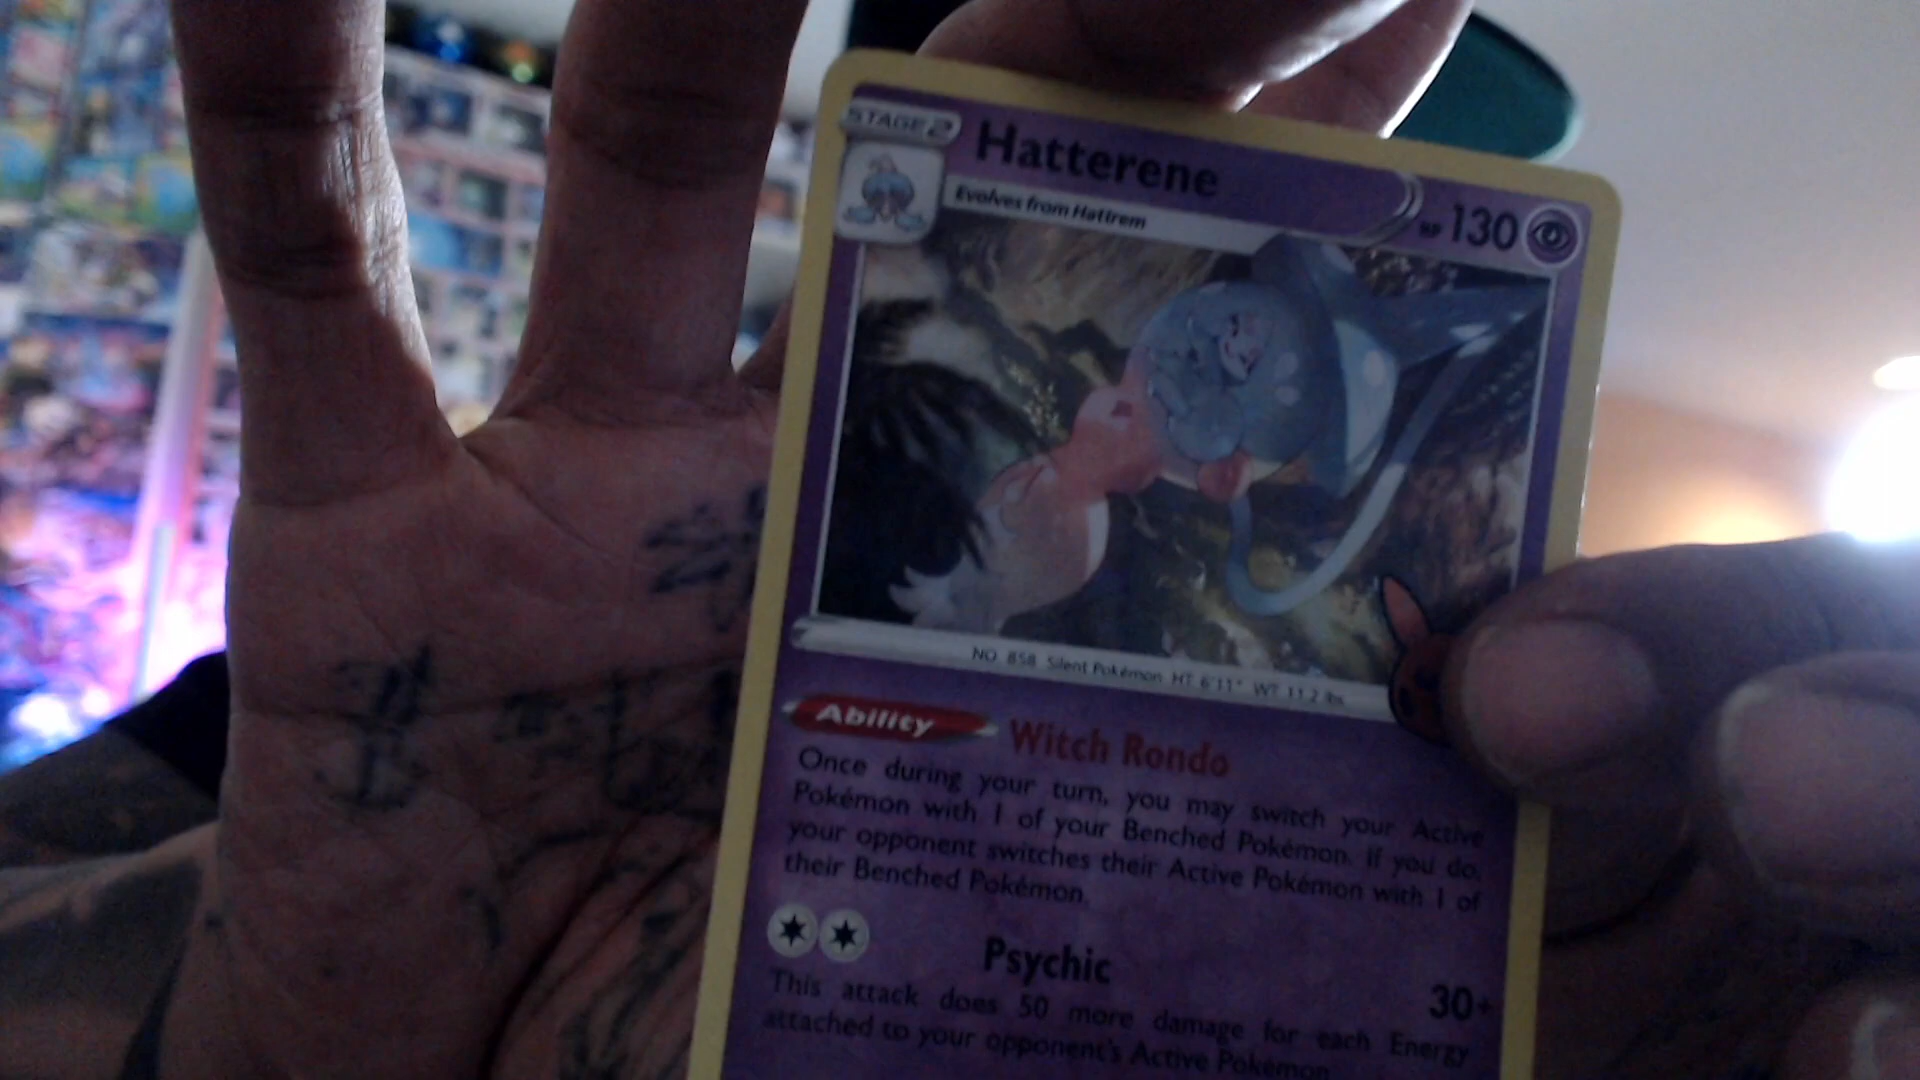 STAGE 2
Hatterene
HP 130
Evolves from Hattrem
NO. 858 Silent Pokémon HT: 6'11" WT: 11.2 lbs.
Ability Witch Rondo
Once during your turn, you may switch your Active
Pokémon with 1 of your Benched Pokémon. If you do,
your opponent switches their Active Pokémon with 1 of
their Benched Pokémon.
Psychic 30+
This attack does 50 more damage for each Energy
attached to your opponent's Active Pokémon.